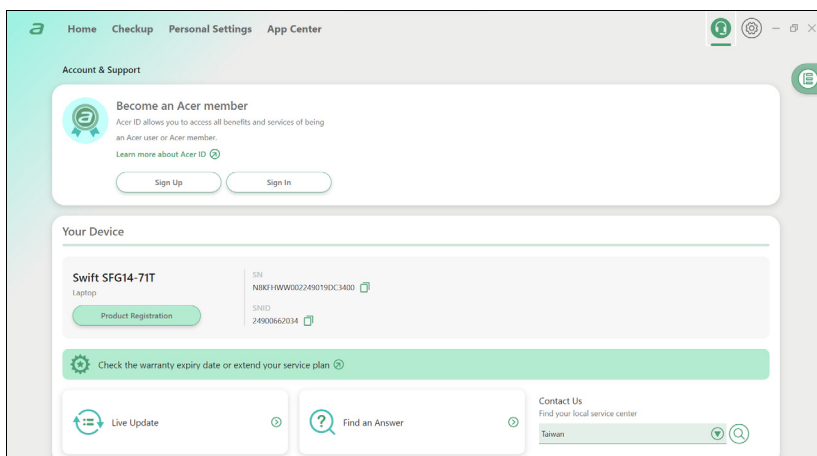 a Home Checkup Personal Settings App Center
Account & Support
Become an Acer member
Acer ID allows you to access all benefits and services of being
an Acer user or Acer member.
Learn more about Acer ID
Sign Up Sign In
Your Device
Swift SFG14-71T
Laptop
Product Registration
SN
N8KFHWW002249019DC3400
SNID
24900662034
Check the warranty expiry date or extend your service plan
Live Update
Find an Answer
Contact Us
Find your local service center
Taiwan